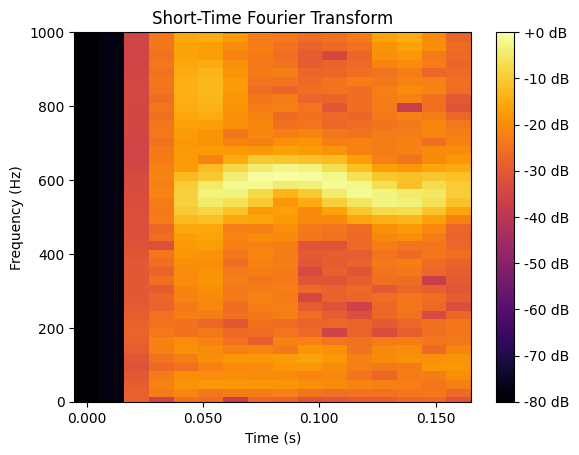 Short-Time Fourier Transform
1000
800
600
400
200
0
Frequency (Hz)
0.000
0.050
0.100
0.150
Time (s)
+0 dB
-10 dB
-20 dB
-30 dB
-40 dB
-50 dB
-60 dB
-70 dB
-80 dB